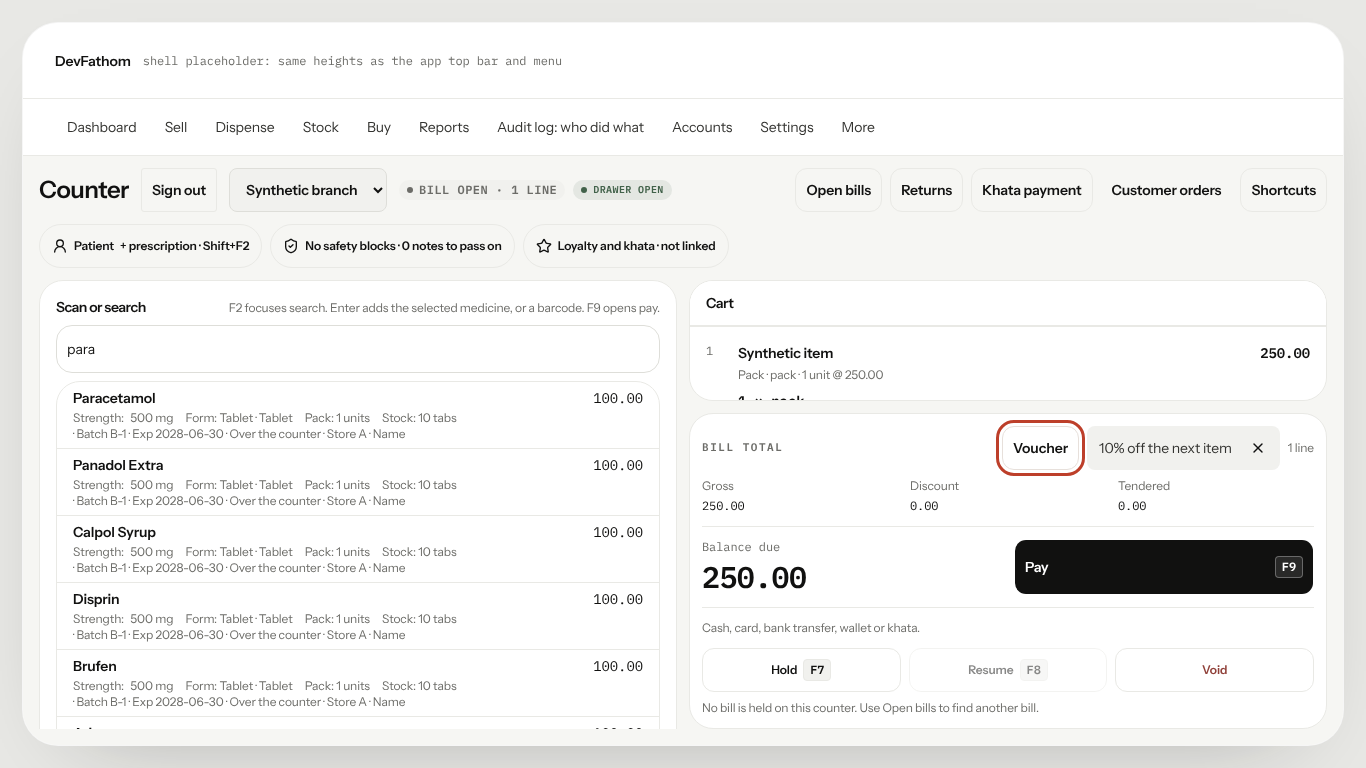 DevFathom shell placeholder: same heights as the app top bar and menu
Dashboard Sell Dispense Stock Buy Reports Audit log: who did what Accounts Settings More
Counter Sign out Synthetic branch BILL OPEN · 1 LINE DRAWER OPEN Open bills Returns Khata payment Customer orders Shortcuts
Patient + prescription · Shift+F2 No safety blocks · 0 notes to pass on Loyalty and khata · not linked
Scan or search F2 focuses search. Enter adds the selected medicine, or a barcode. F9 opens pay.
para
Paracetamol 100.00
Strength: 500 mg Form: Tablet · Tablet Pack: 1 units Stock: 10 tabs
· Batch B-1 · Exp 2028-06-30 · Over the counter · Store A · Name
Panadol Extra 100.00
Strength: 500 mg Form: Tablet · Tablet Pack: 1 units Stock: 10 tabs
· Batch B-1 · Exp 2028-06-30 · Over the counter · Store A · Name
Calpol Syrup 100.00
Strength: 500 mg Form: Tablet · Tablet Pack: 1 units Stock: 10 tabs
· Batch B-1 · Exp 2028-06-30 · Over the counter · Store A · Name
Disprin 100.00
Strength: 500 mg Form: Tablet · Tablet Pack: 1 units Stock: 10 tabs
· Batch B-1 · Exp 2028-06-30 · Over the counter · Store A · Name
Brufen 100.00
Strength: 500 mg Form: Tablet · Tablet Pack: 1 units Stock: 10 tabs
· Batch B-1 · Exp 2028-06-30 · Over the counter · Store A · Name
Cart
1 Synthetic item 250.00
Pack · pack · 1 unit @ 250.00
BILL TOTAL Voucher 10% off the next item 1 line
Gross Discount Tendered
250.00 0.00 0.00
Balance due
250.00
Pay F9
Cash, card, bank transfer, wallet or khata.
Hold F7 Resume F8 Void
No bill is held on this counter. Use Open bills to find another bill.